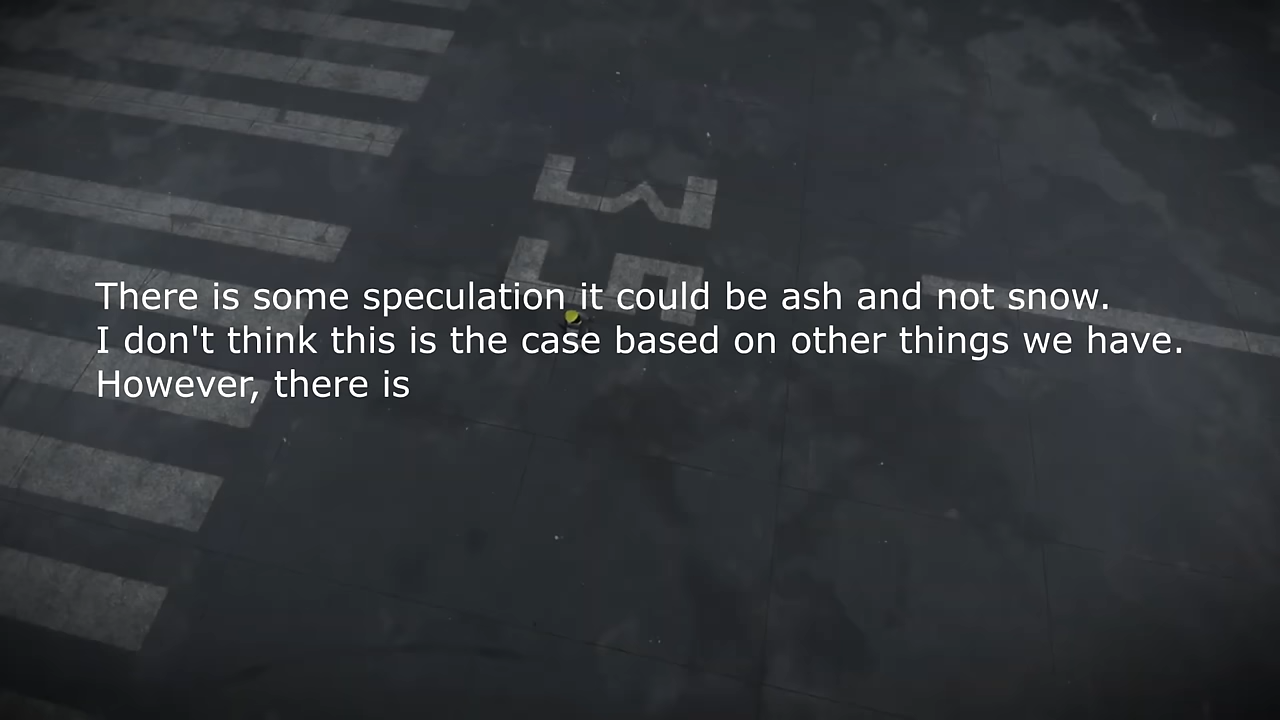 There is some speculation it could be ash and not snow.
I don't think this is the case based on other things we have.
However, there is